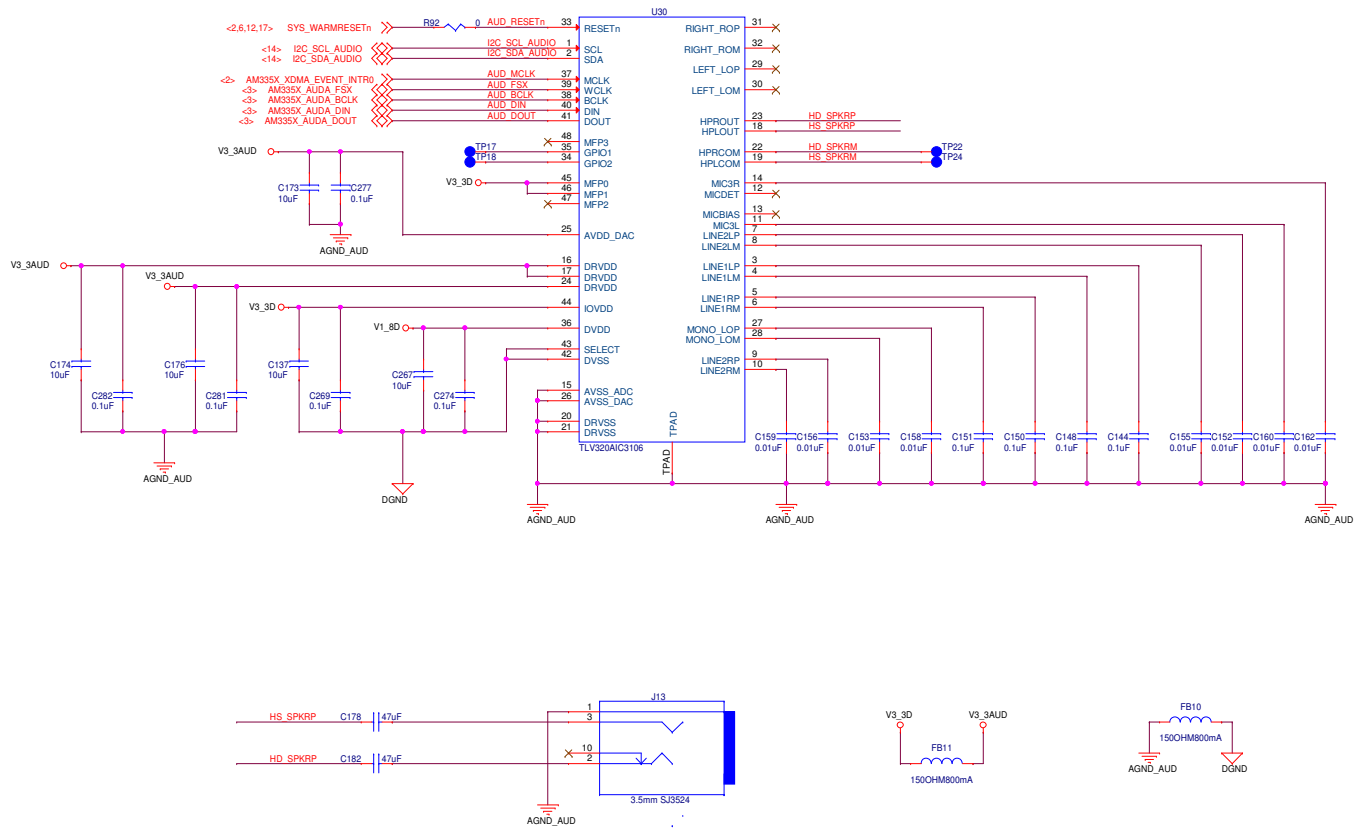 U30
<2,6,12,17> SYS_WARMRESETn R92 0 AUD_RESETn 33 RESETn
<14> I2C_SCL_AUDIO I2C_SCL_AUDIO 1 SCL
<14> I2C_SDA_AUDIO I2C_SDA_AUDIO 2 SDA
<2> AM335X_XDMA_EVENT_INTR0 AUD_MCLK 37 MCLK
<3> AM335X_AUDA_FSX AUD_FSX 39 WCLK
<3> AM335X_AUDA_BCLK AUD_BCLK 38 BCLK
<3> AM335X_AUDA_DIN AUD_DIN 40 DIN
<3> AM335X_AUDA_DOUT AUD_DOUT 41 DOUT
48 MFP3
TP17 35 GPIO1
TP18 34 GPIO2
V3_3D 45 MFP0
46 MFP1
47 MFP2
V3_3AUD
C173 10uF
C277 0.1uF
AGND_AUD
25 AVDD_DAC
V3_3AUD 16 DRVDD
17 DRVDD
V3_3AUD 24 DRVDD
V3_3D 44 IOVDD
V1_8D 36 DVDD
43 SELECT
42 DVSS
15 AVSS_ADC
26 AVSS_DAC
20 DRVSS
21 DRVSS
C174 10uF
C282 0.1uF
C176 10uF
C281 0.1uF
C137 10uF
C269 0.1uF
C267 10uF
C274 0.1uF
AGND_AUD
DGND
TLV320AIC3106
TPAD
TPAD
RIGHT_ROP 31
RIGHT_ROM 32
LEFT_LOP 29
LEFT_LOM 30
HPROUT 23 HD_SPKRP
HPLOUT 18 HS_SPKRP
HPRCOM 22 HD_SPKRM TP22
HPLCOM 19 HS_SPKRM TP24
MIC3R 14
MICDET 12
MICBIAS 13
MIC3L 11
LINE2LP 7
LINE2LM 8
LINE1LP 3
LINE1LM 4
LINE1RP 5
LINE1RM 6
MONO_LOP 27
MONO_LOM 28
LINE2RP 9
LINE2RM 10
C159 0.01uF
C156 0.01uF
C153 0.01uF
C158 0.01uF
C151 0.1uF
C150 0.1uF
C148 0.1uF
C144 0.1uF
C155 0.01uF
C152 0.01uF
C160 0.01uF
C162 0.01uF
AGND_AUD
AGND_AUD
AGND_AUD
J13
HS_SPKRP C178 47uF
HD_SPKRP C182 47uF
1
3
10
2
3.5mm SJ3524
AGND_AUD
V3_3D
V3_3AUD
FB11
150OHM800mA
FB10
150OHM800mA
AGND_AUD
DGND